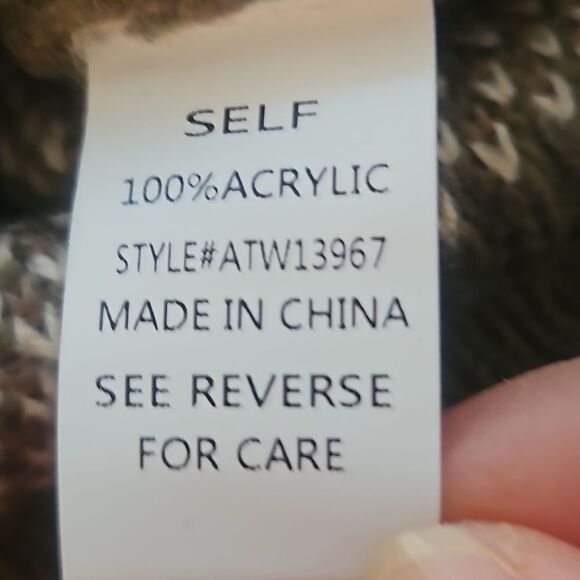 SELF
100%ACRYLIC
STYLE#ATW13967
MADE IN CHINA
SEE REVERSE
FOR CARE